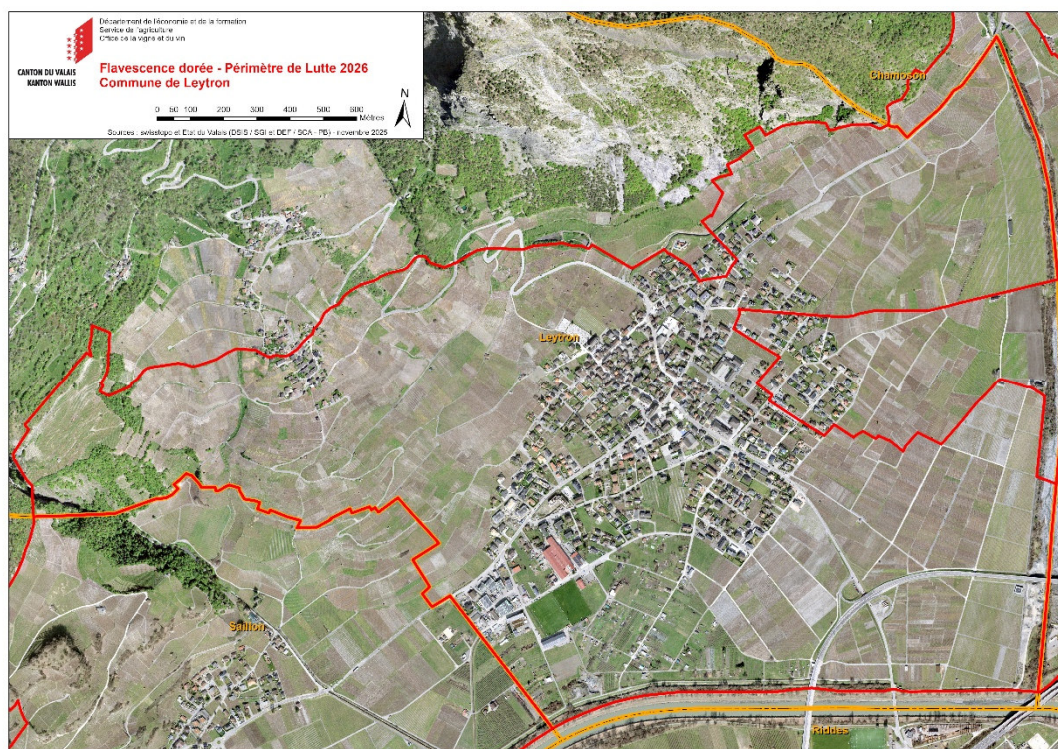 Département de l'économie et de la formation
Service de l'agriculture
Office de la vigne et du vin
CANTON DU VALAIS
KANTON WALLIS
Flavescence dorée - Périmètre de Lutte 2026
Commune de Leytron
0 50 100 200 300 400 600
Mètres
N
Sources : swisstopo et Etat du Valais (DSIS / SGI et DEF / SCA - PB) - novembre 2025
Chamoson
Leytron
Saillon
Riddes